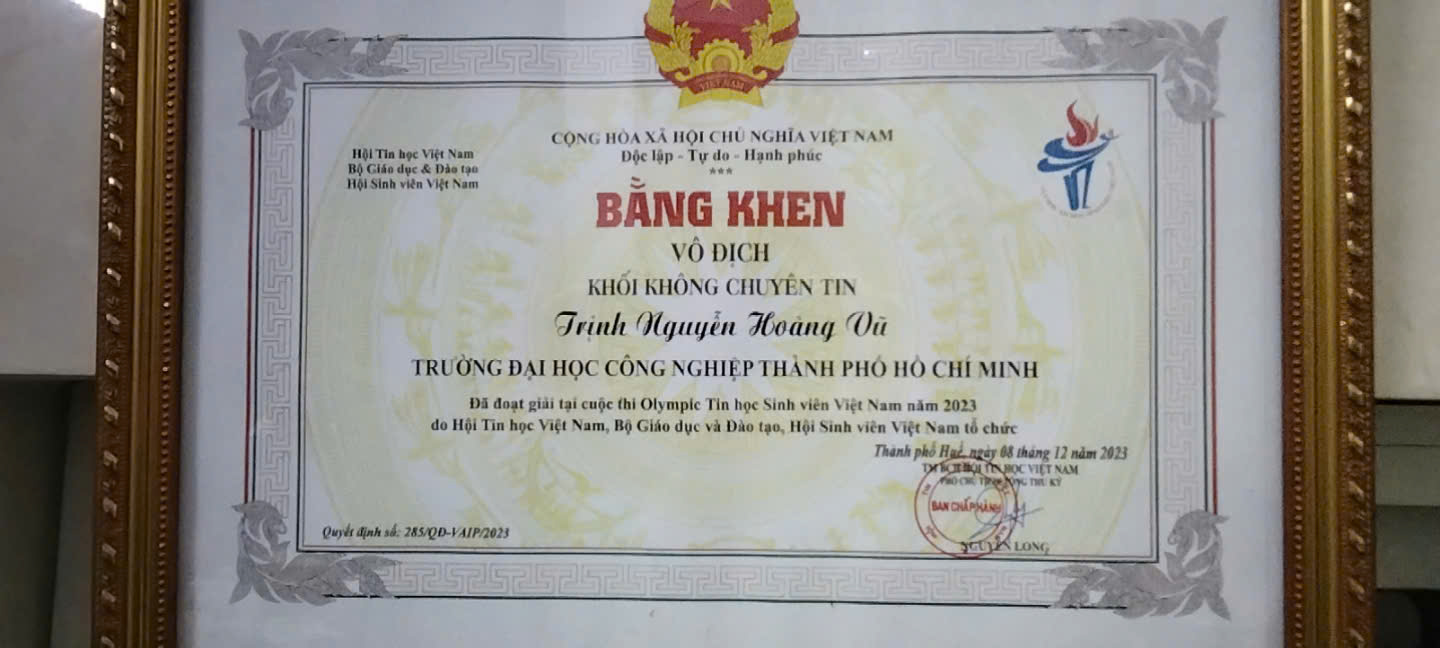 VIỆT NAM
CỘNG HÒA XÃ HỘI CHỦ NGHĨA VIỆT NAM
Độc lập - Tự do - Hạnh phúc
***
Hội Tin học Việt Nam
Bộ Giáo dục & Đào tạo
Hội Sinh viên Việt Nam
BẰNG KHEN
VÔ ĐỊCH
KHỐI KHÔNG CHUYÊN TIN
Trịnh Nguyễn Hoàng Vũ
TRƯỜNG ĐẠI HỌC CÔNG NGHIỆP THÀNH PHỐ HỒ CHÍ MINH
Đã đoạt giải tại cuộc thi Olympic Tin học Sinh viên Việt Nam năm 2023
do Hội Tin học Việt Nam, Bộ Giáo dục và Đào tạo, Hội Sinh viên Việt Nam tổ chức
Thành phố Huế, ngày 08 tháng 12 năm 2023
TM BCH HỘI TIN HỌC VIỆT NAM
PHÓ CHỦ TỊCH TỔNG THƯ KÝ
BAN CHẤP HÀNH
NGUYỄN LONG
Quyết định số: 285/QĐ-VAIP/2023